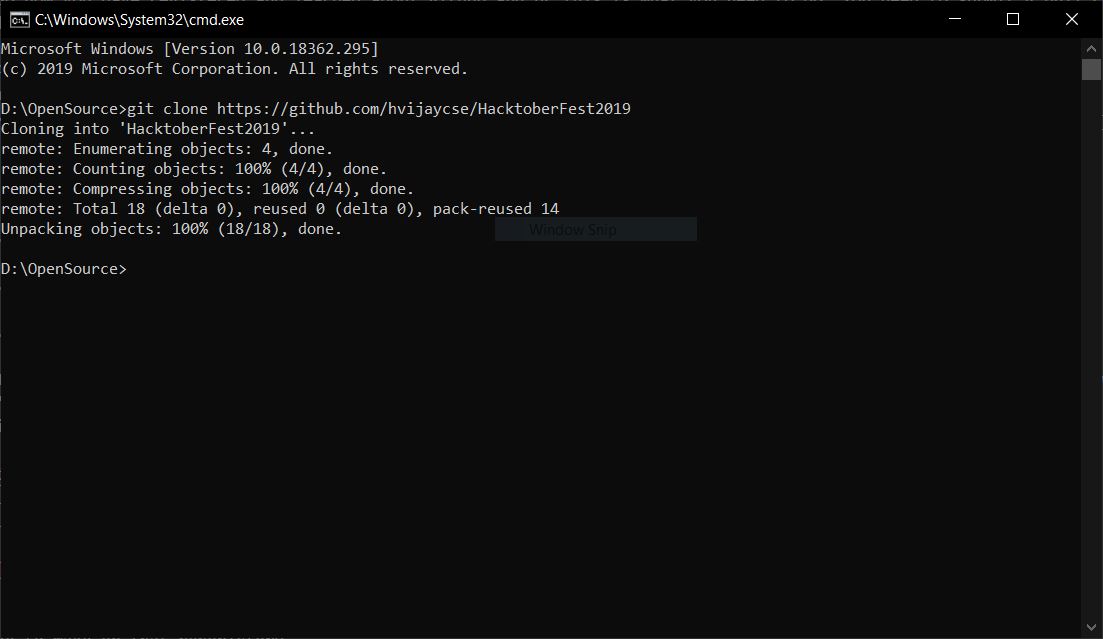 C:\Windows\System32\cmd.exe
Microsoft Windows [Version 10.0.18362.295]
(c) 2019 Microsoft Corporation. All rights reserved.
D:\OpenSource>git clone https://github.com/hvijaycse/HacktoberFest2019
Cloning into 'HacktoberFest2019'...
remote: Enumerating objects: 4, done.
remote: Counting objects: 100% (4/4), done.
remote: Compressing objects: 100% (4/4), done.
remote: Total 18 (delta 0), reused 0 (delta 0), pack-reused 14
Unpacking objects: 100% (18/18), done.
Window Snip
D:\OpenSource>